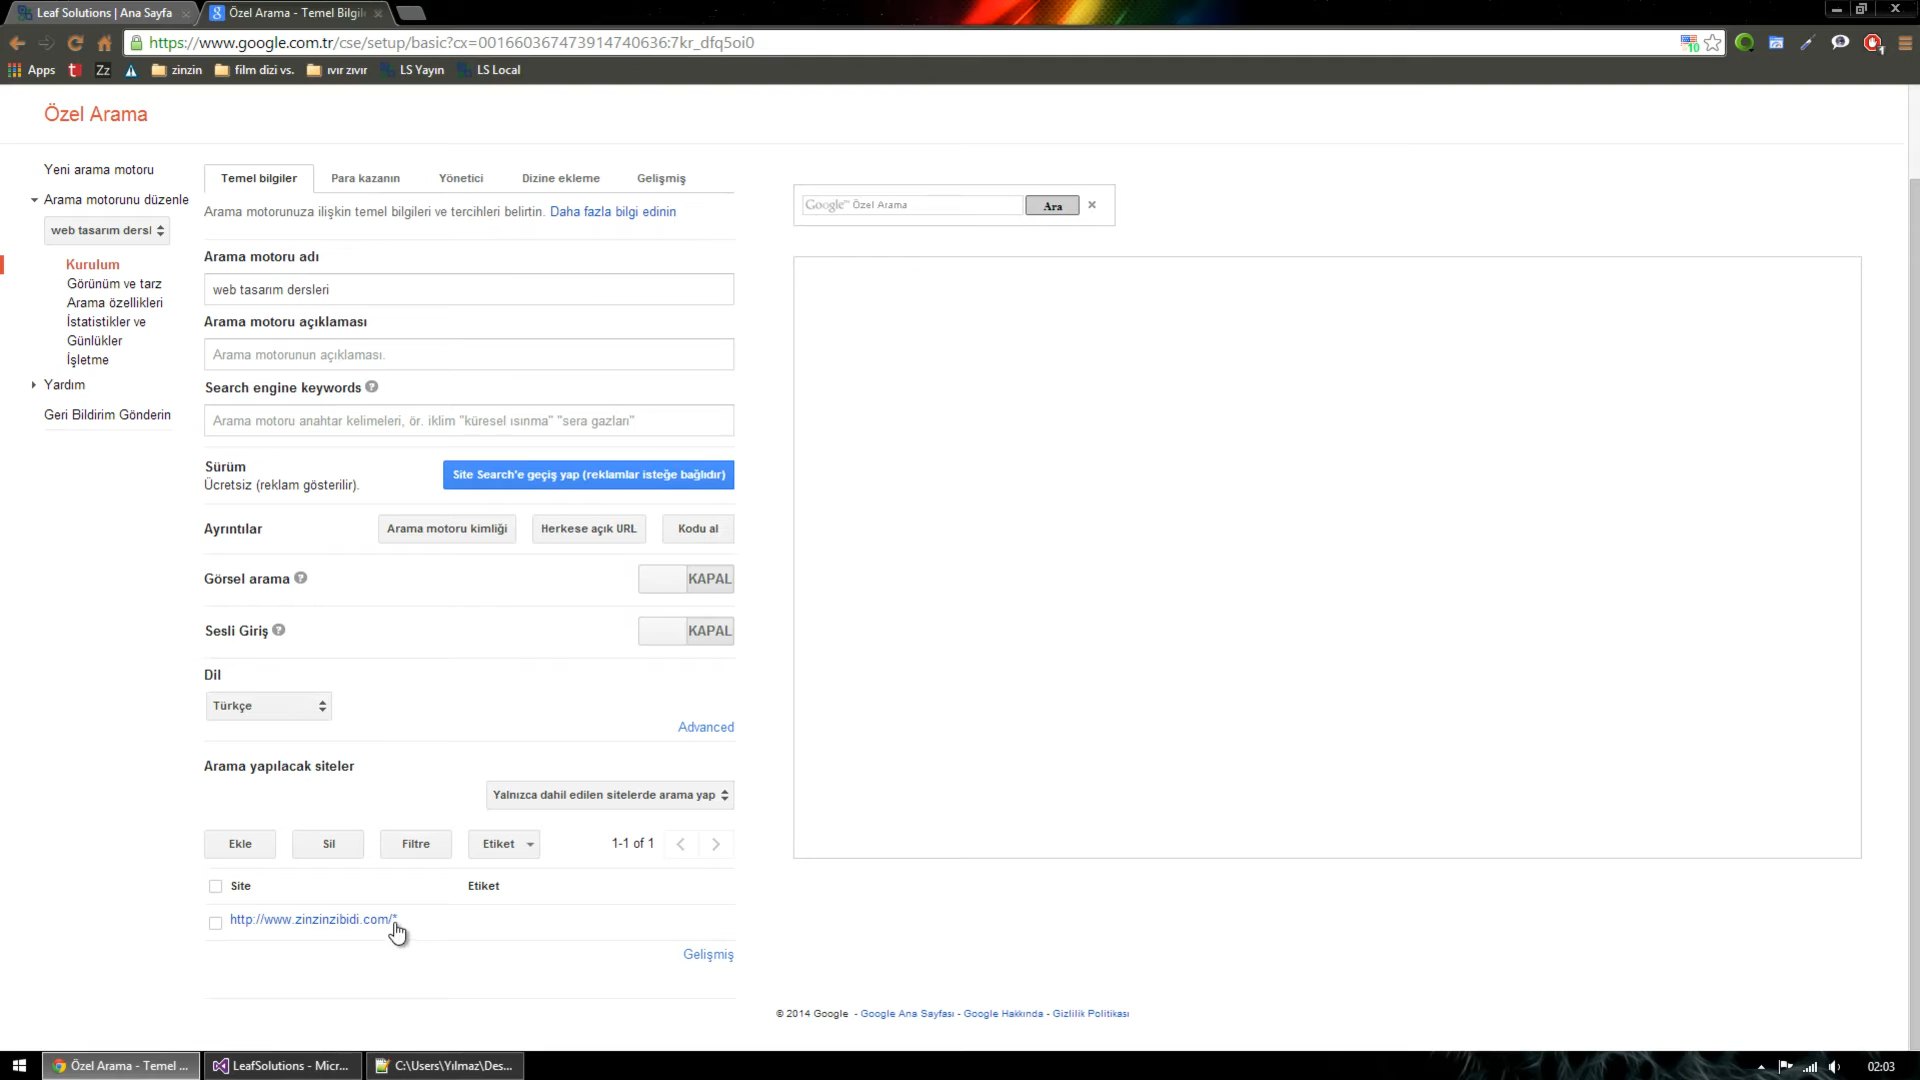 Leaf Solutions | Ana Sayfa
Özel Arama - Temel Bilgil
https://www.google.com.tr/cse/setup/basic?cx=001660367473914740636:7kr_dfq5oi0
10
1
Apps
t
Zz
zinzin
film dizi vs.
ıvır zıvır
LS Yayın
LS Local
Özel Arama
Yeni arama motoru
Arama motorunu düzenle
web tasarım dersl
Kurulum
Görünüm ve tarz
Arama özellikleri
İstatistikler ve
Günlükler
İşletme
Yardım
Geri Bildirim Gönderin
Temel bilgiler
Para kazanın
Yönetici
Dizine ekleme
Gelişmiş
Arama motorunuza ilişkin temel bilgileri ve tercihleri belirtin. Daha fazla bilgi edinin
Arama motoru adı
web tasarım dersleri
Arama motoru açıklaması
Arama motorunun açıklaması.
Search engine keywords
Arama motoru anahtar kelimeleri, ör. iklim "küresel ısınma" "sera gazları"
Sürüm
Ücretsiz (reklam gösterilir).
Site Search'e geçiş yap (reklamlar isteğe bağlıdır)
Ayrıntılar
Arama motoru kimliği
Herkese açık URL
Kodu al
Görsel arama
KAPAL
Sesli Giriş
KAPAL
Dil
Türkçe
Advanced
Arama yapılacak siteler
Yalnızca dahil edilen sitelerde arama yap
Ekle
Sil
Filtre
Etiket
1-1 of 1
Site
Etiket
http://www.zinzinzibidi.com/*
Gelişmiş
Google™ Özel Arama
Ara
© 2014 Google - Google Ana Sayfası - Google Hakkında - Gizlilik Politikası
Özel Arama - Temel ...
LeafSolutions - Micr...
C:\Users\Yılmaz\Des...
02:03